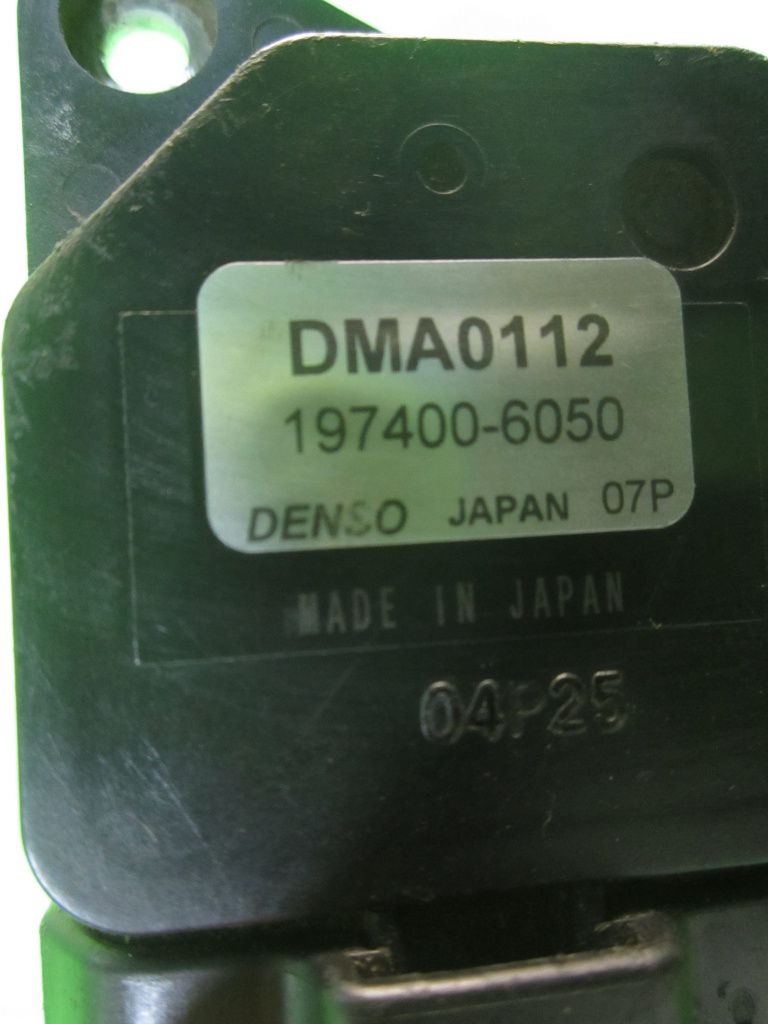 DMA0112
197400-6050
DENSO JAPAN 07P
MADE IN JAPAN
04P25